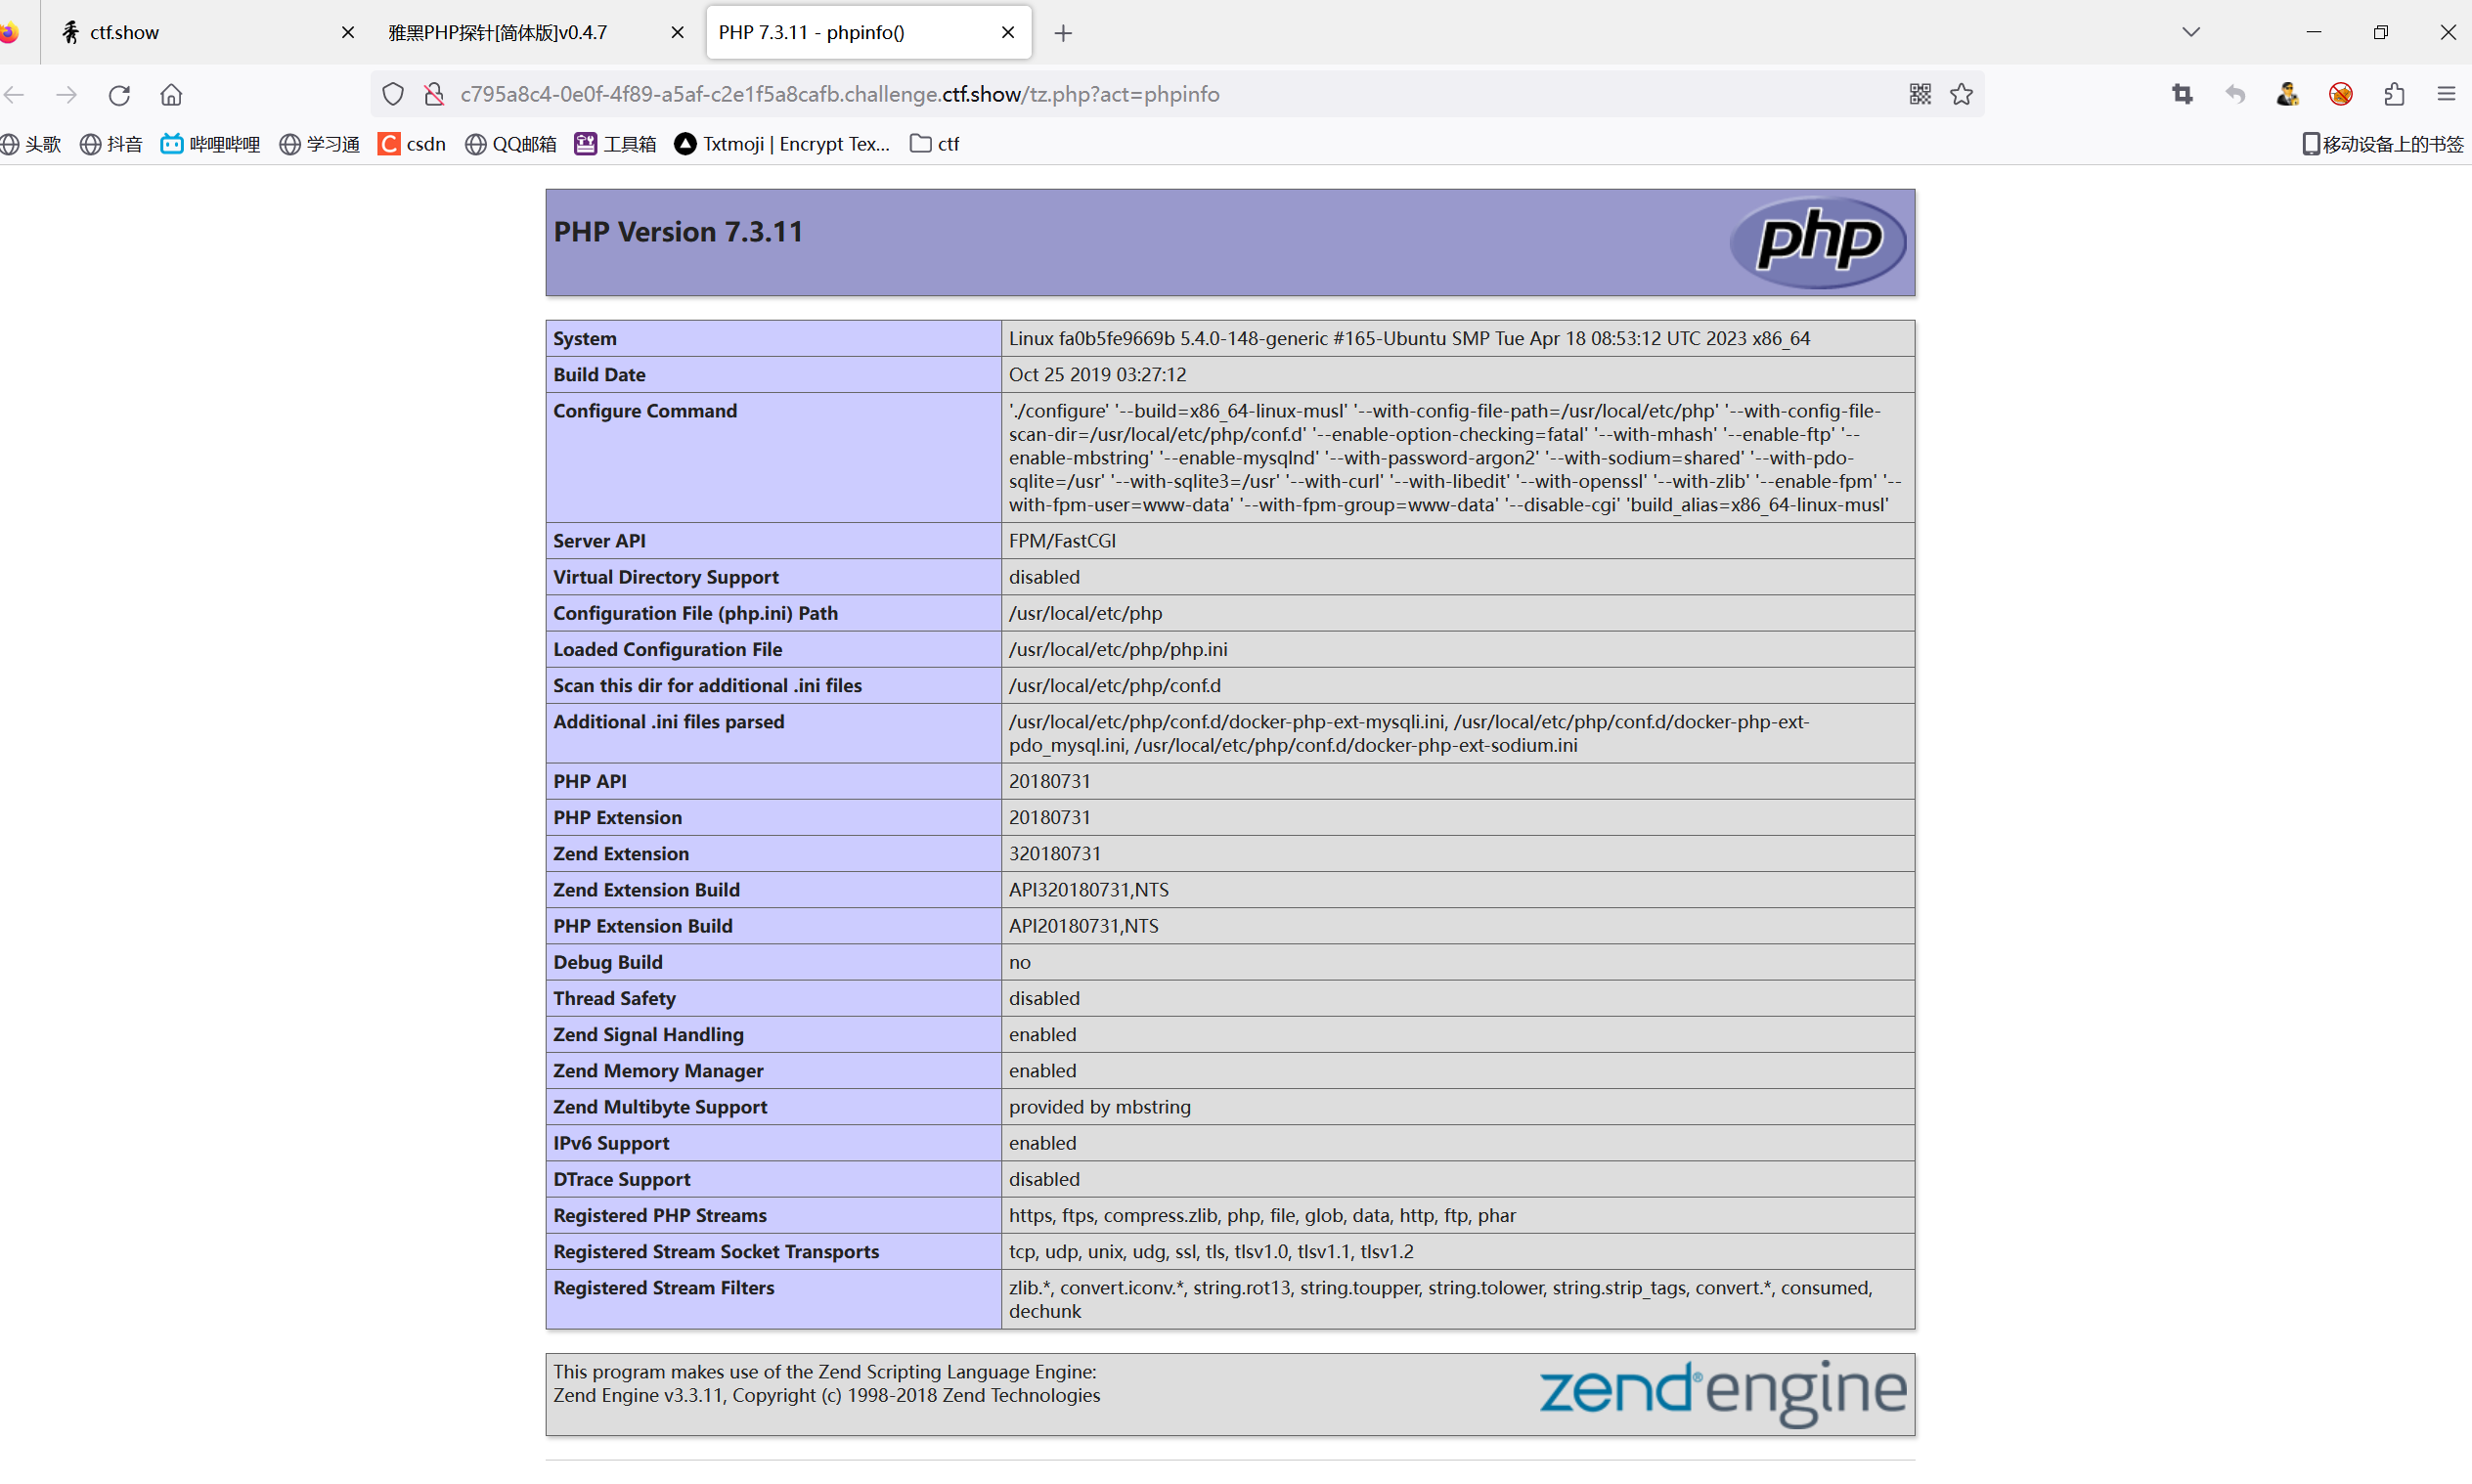 ctf.show
雅黑PHP探针[简体版]v0.4.7
PHP 7.3.11 - phpinfo()
c795a8c4-0e0f-4f89-a5af-c2e1f5a8cafb.challenge.ctf.show/tz.php?act=phpinfo
头歌 抖音 哔哩哔哩 学习通 csdn QQ邮箱 工具箱 Txtmoji | Encrypt Tex... ctf 移动设备上的书签
PHP Version 7.3.11
php
System Linux fa0b5fe9669b 5.4.0-148-generic #165-Ubuntu SMP Tue Apr 18 08:53:12 UTC 2023 x86_64
Build Date Oct 25 2019 03:27:12
Configure Command './configure' '--build=x86_64-linux-musl' '--with-config-file-path=/usr/local/etc/php' '--with-config-file-
scan-dir=/usr/local/etc/php/conf.d' '--enable-option-checking=fatal' '--with-mhash' '--enable-ftp' '--
enable-mbstring' '--enable-mysqlnd' '--with-password-argon2' '--with-sodium=shared' '--with-pdo-
sqlite=/usr' '--with-sqlite3=/usr' '--with-curl' '--with-libedit' '--with-openssl' '--with-zlib' '--enable-fpm' '--
with-fpm-user=www-data' '--with-fpm-group=www-data' '--disable-cgi' 'build_alias=x86_64-linux-musl'
Server API FPM/FastCGI
Virtual Directory Support disabled
Configuration File (php.ini) Path /usr/local/etc/php
Loaded Configuration File /usr/local/etc/php/php.ini
Scan this dir for additional .ini files /usr/local/etc/php/conf.d
Additional .ini files parsed /usr/local/etc/php/conf.d/docker-php-ext-mysqli.ini, /usr/local/etc/php/conf.d/docker-php-ext-
pdo_mysql.ini, /usr/local/etc/php/conf.d/docker-php-ext-sodium.ini
PHP API 20180731
PHP Extension 20180731
Zend Extension 320180731
Zend Extension Build API320180731,NTS
PHP Extension Build API20180731,NTS
Debug Build no
Thread Safety disabled
Zend Signal Handling enabled
Zend Memory Manager enabled
Zend Multibyte Support provided by mbstring
IPv6 Support enabled
DTrace Support disabled
Registered PHP Streams https, ftps, compress.zlib, php, file, glob, data, http, ftp, phar
Registered Stream Socket Transports tcp, udp, unix, udg, ssl, tls, tlsv1.0, tlsv1.1, tlsv1.2
Registered Stream Filters zlib.*, convert.iconv.*, string.rot13, string.toupper, string.tolower, string.strip_tags, convert.*, consumed,
dechunk
This program makes use of the Zend Scripting Language Engine:
Zend Engine v3.3.11, Copyright (c) 1998-2018 Zend Technologies
zend® engine